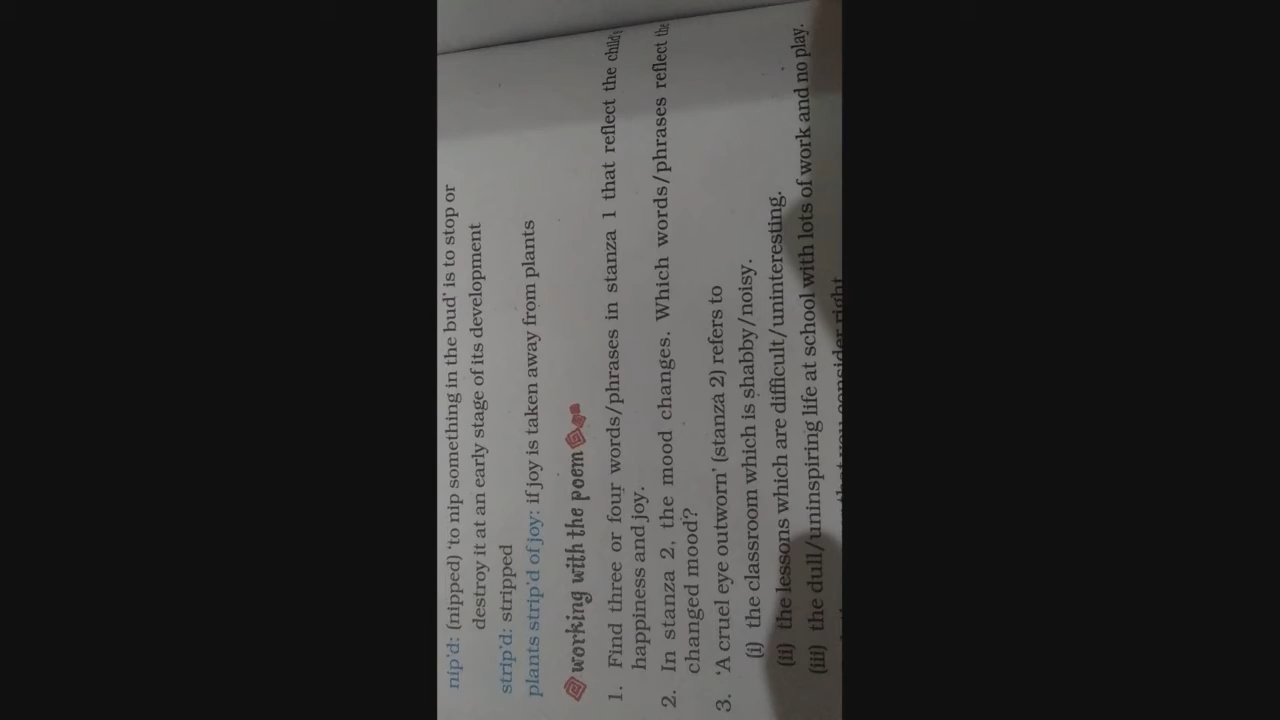 nip'd: (nipped) 'to nip something in the bud' is to stop or
destroy it at an early stage of its development
strip'd: stripped
plants strip'd of joy: if joy is taken away from plants
working with the poem
1. Find three or four words/phrases in stanza 1 that reflect the child's
happiness and joy.
2. In stanza 2, the mood changes. Which words/phrases reflect the
changed mood?
3. 'A cruel eye outworn' (stanza 2) refers to
(i) the classroom which is shabby/noisy.
(ii) the lessons which are difficult/uninteresting.
(iii) the dull/uninspiring life at school with lots of work and no play.
that you consider right